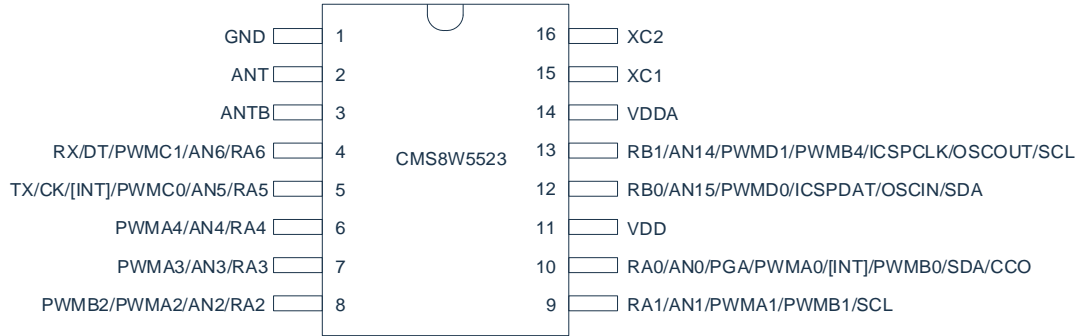 GND 1 16 XC2
ANT 2 15 XC1
ANTB 3 14 VDDA
RX/DT/PWMC1/AN6/RA6 4 CMS8W5523 13 RB1/AN14/PWMD1/PWMB4/ICSPCLK/OSCOUT/SCL
TX/CK/[INT]/PWMC0/AN5/RA5 5 12 RB0/AN15/PWMD0/ICSPDAT/OSCIN/SDA
PWMA4/AN4/RA4 6 11 VDD
PWMA3/AN3/RA3 7 10 RA0/AN0/PGA/PWMA0/[INT]/PWMB0/SDA/CCO
PWMB2/PWMA2/AN2/RA2 8 9 RA1/AN1/PWMA1/PWMB1/SCL